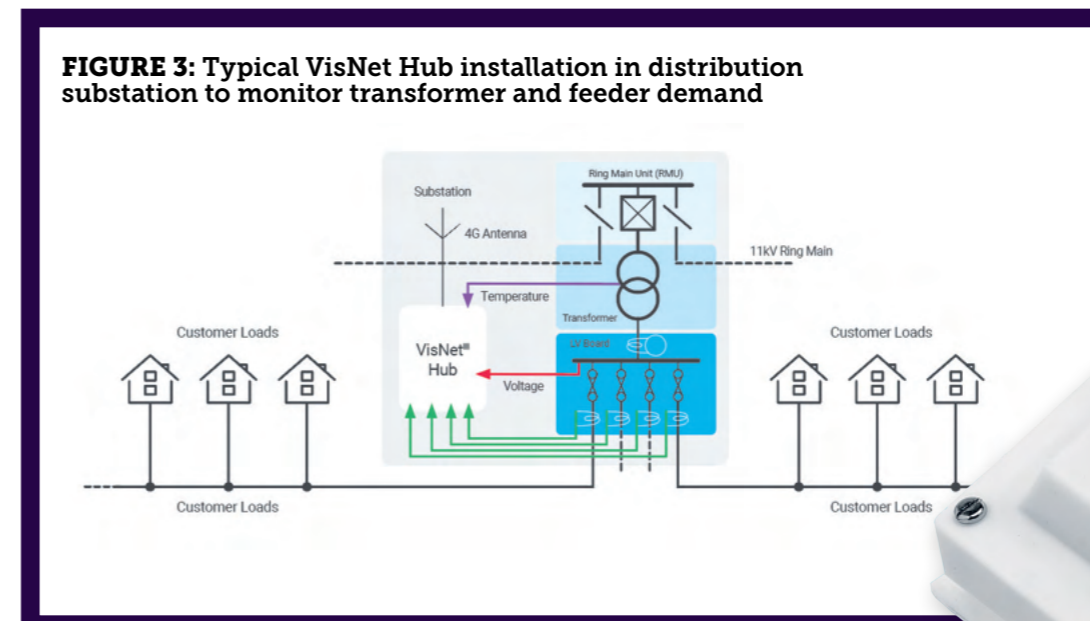 FIGURE 3: Typical VisNet Hub installation in distribution
substation to monitor transformer and feeder demand
Ring Main Unit (RMU)
Substation
4G Antenna
11kV Ring Main
Temperature
Transformer
Customer Loads
Customer Loads
LV Board
VisNet®
Hub
Voltage
Customer Loads
Customer Loads